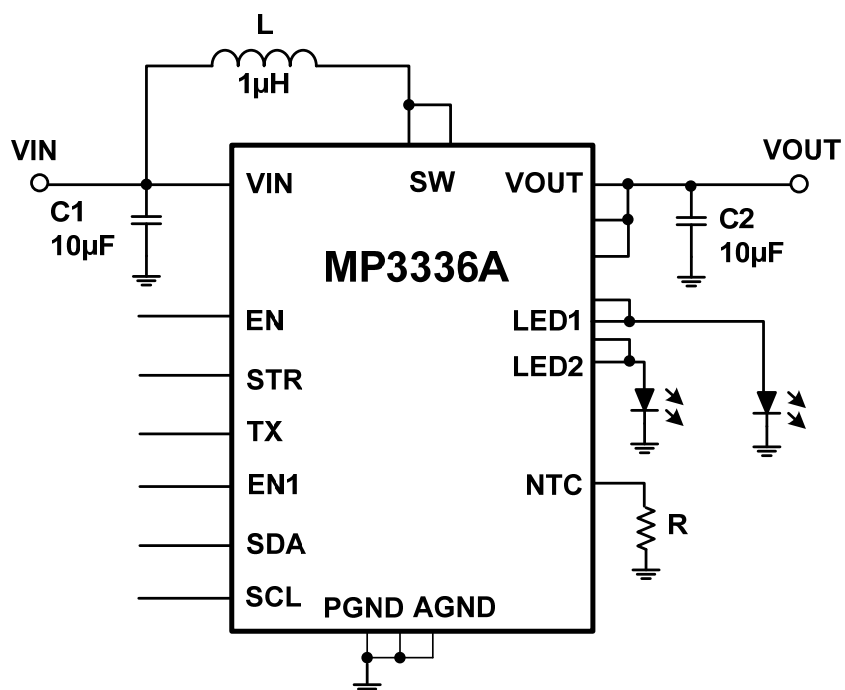 L
1µH
VIN
VOUT
VIN
SW
VOUT
C1
10µF
C2
10µF
MP3336A
EN
LED1
LED2
STR
TX
EN1
NTC
R
SDA
SCL
PGND AGND